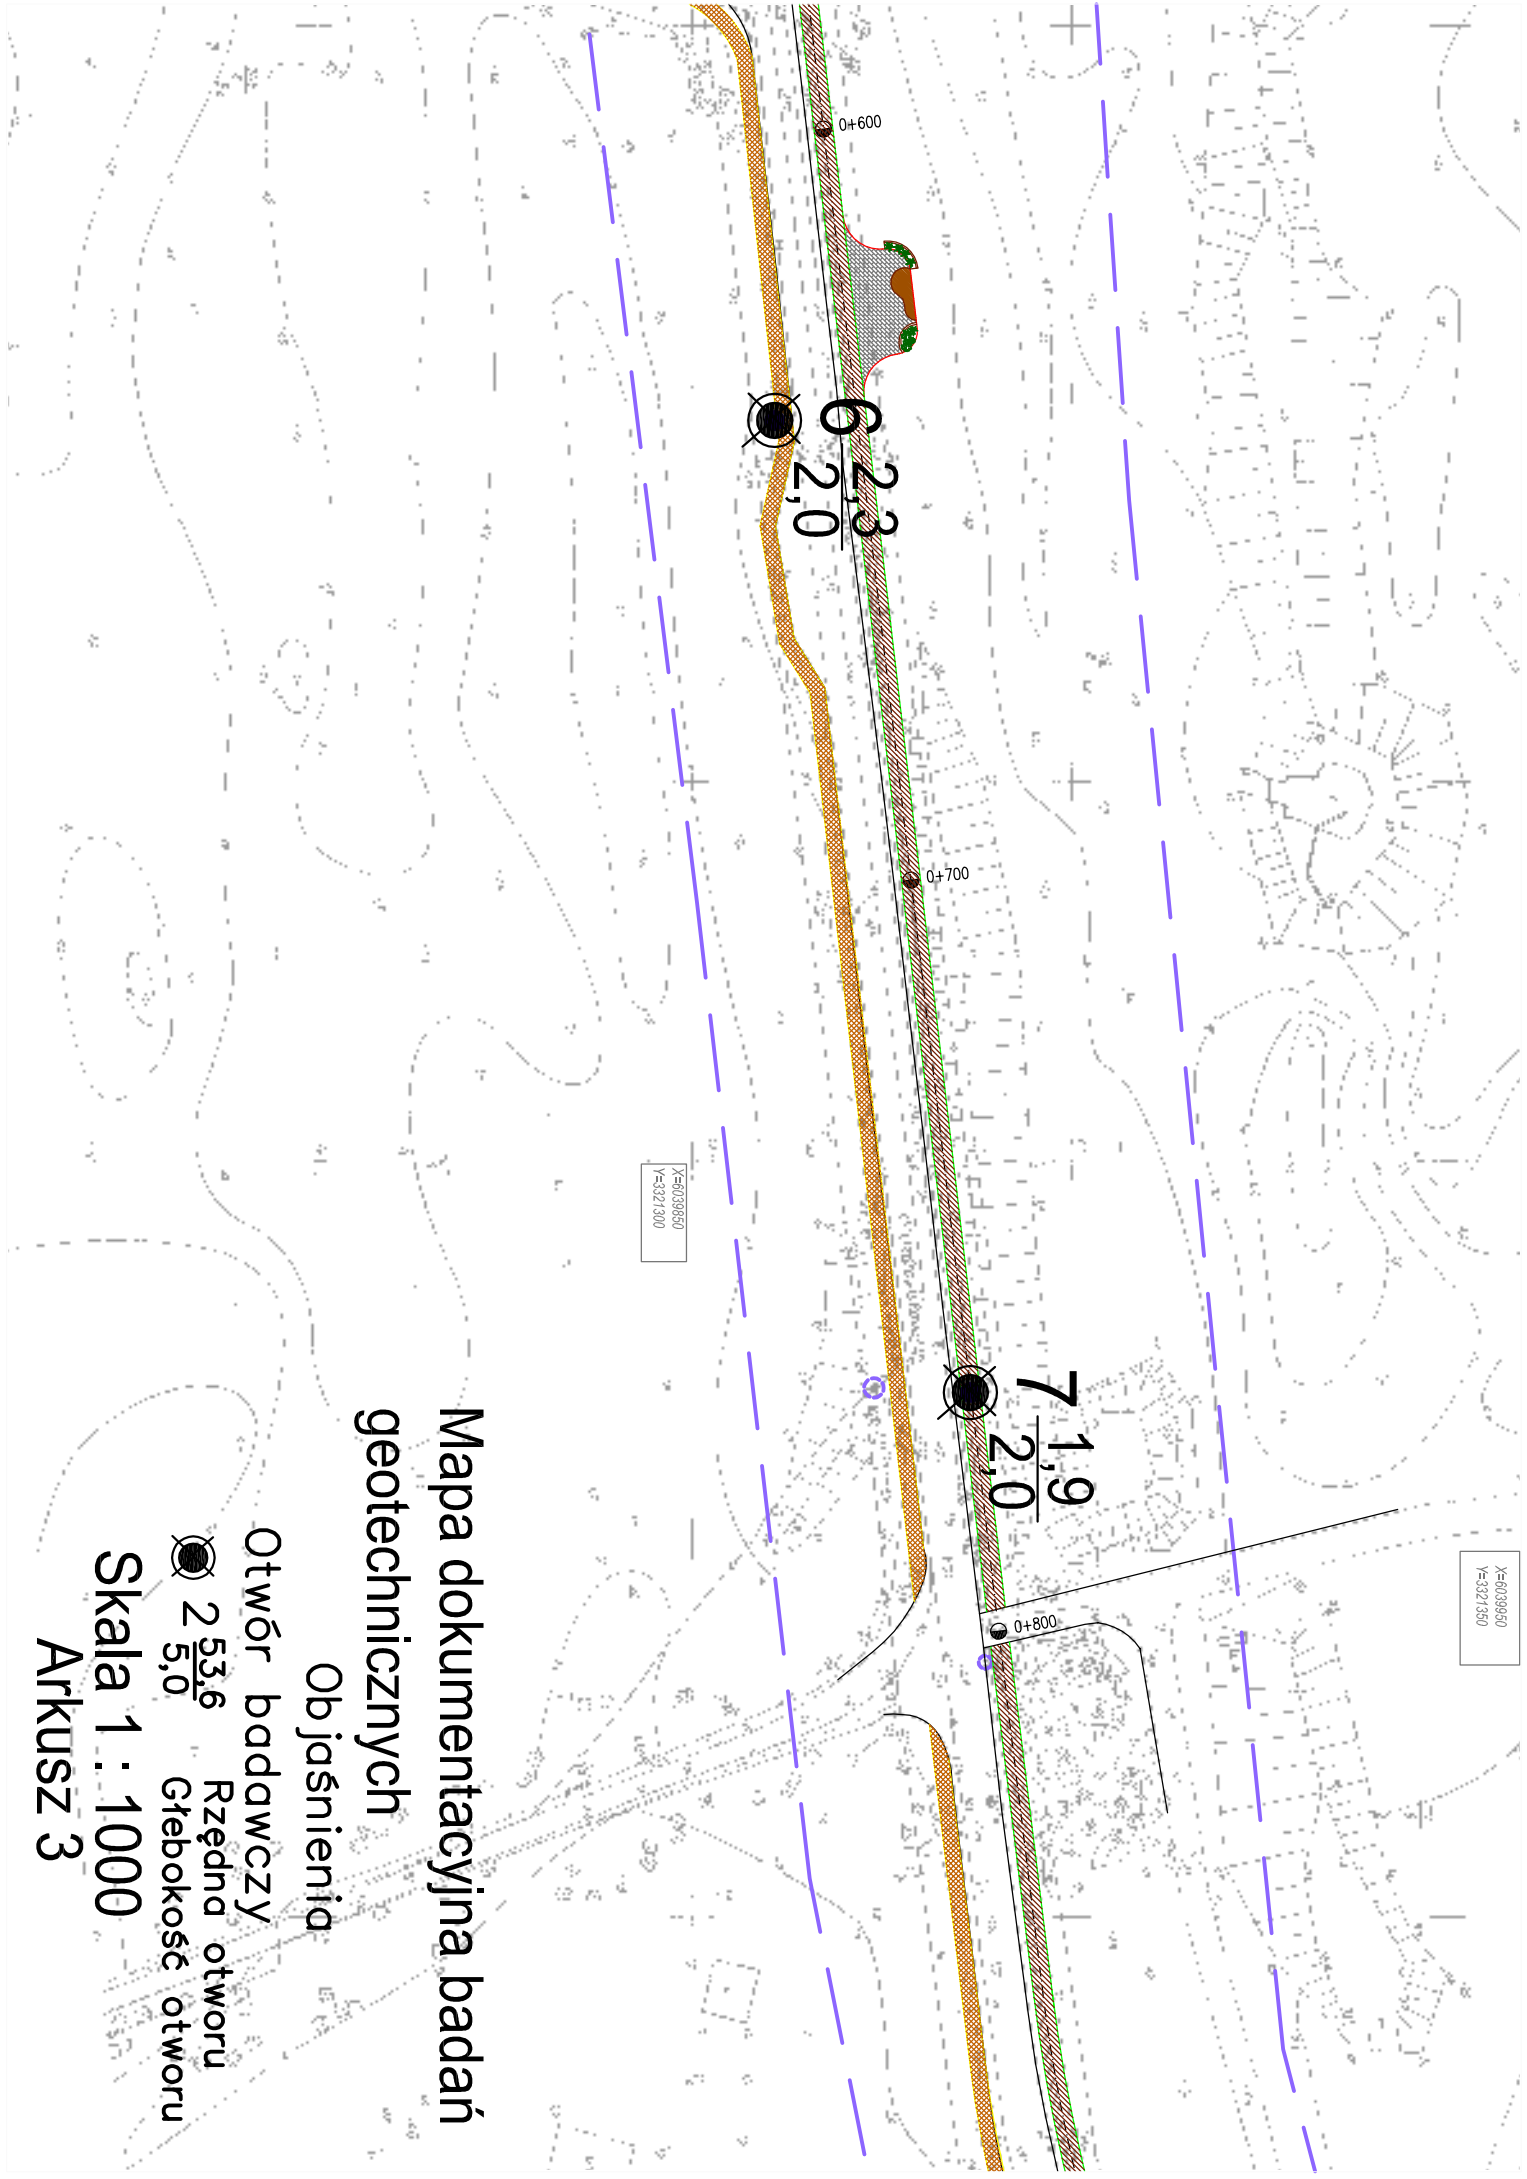 0+600
6 2,3
2,0
0+700
X=6039850
Y=3321300
7 1,9
2,0
X=6039950
Y=3321350
0+800
Mapa dokumentacyjna badań
geotechnicznych
Objaśnienia
Otwór badawczy
2 53,6 Rzędna otworu
5,0 Głebokość otworu
Skala 1 : 1000
Arkusz 3